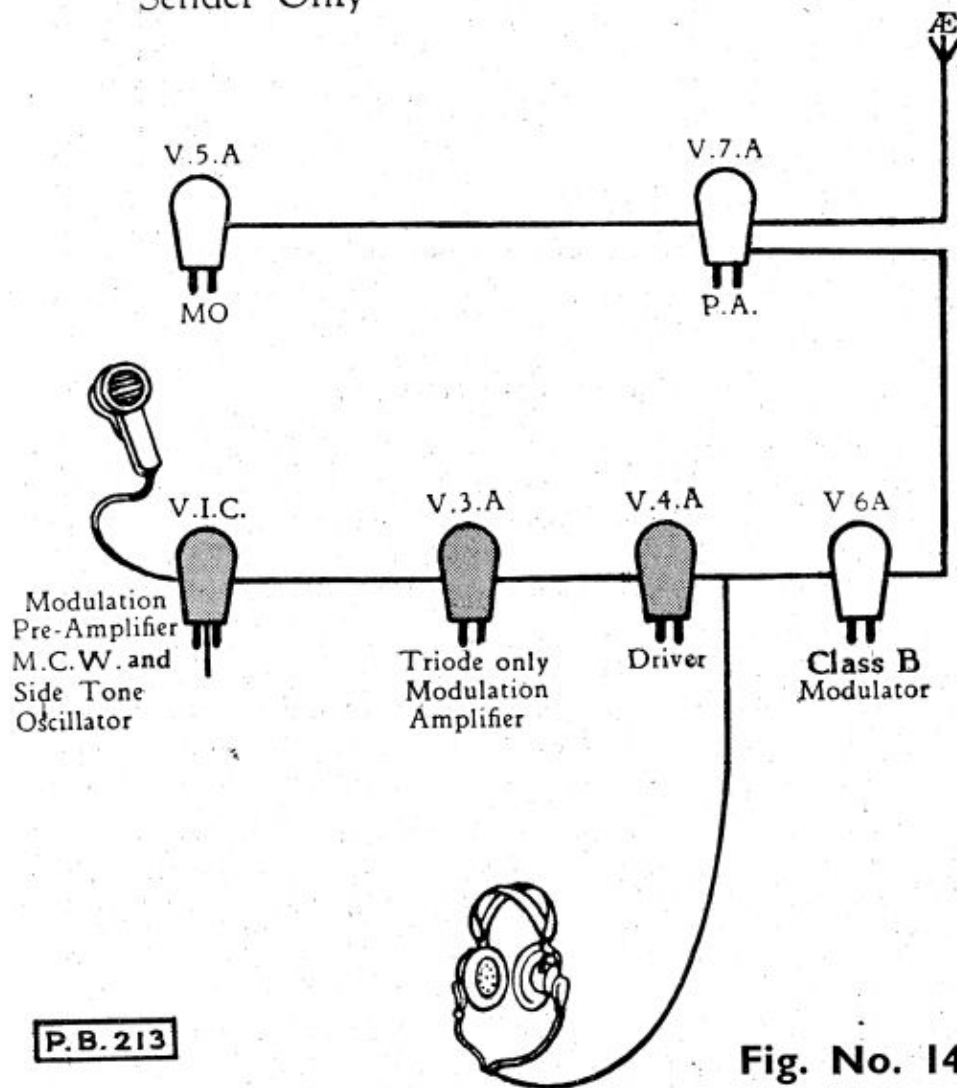 Sender Only
Æ
V.5.A
V.7.A
MO
P.A.
V.I.C.
V.3.A
V.4.A
V 6A
Modulation
Pre-Amplifier
M.C.W. and
Side Tone
Oscillator
Triode only
Modulation
Amplifier
Driver
Class B
Modulator
P.B.213
Fig. No. 14